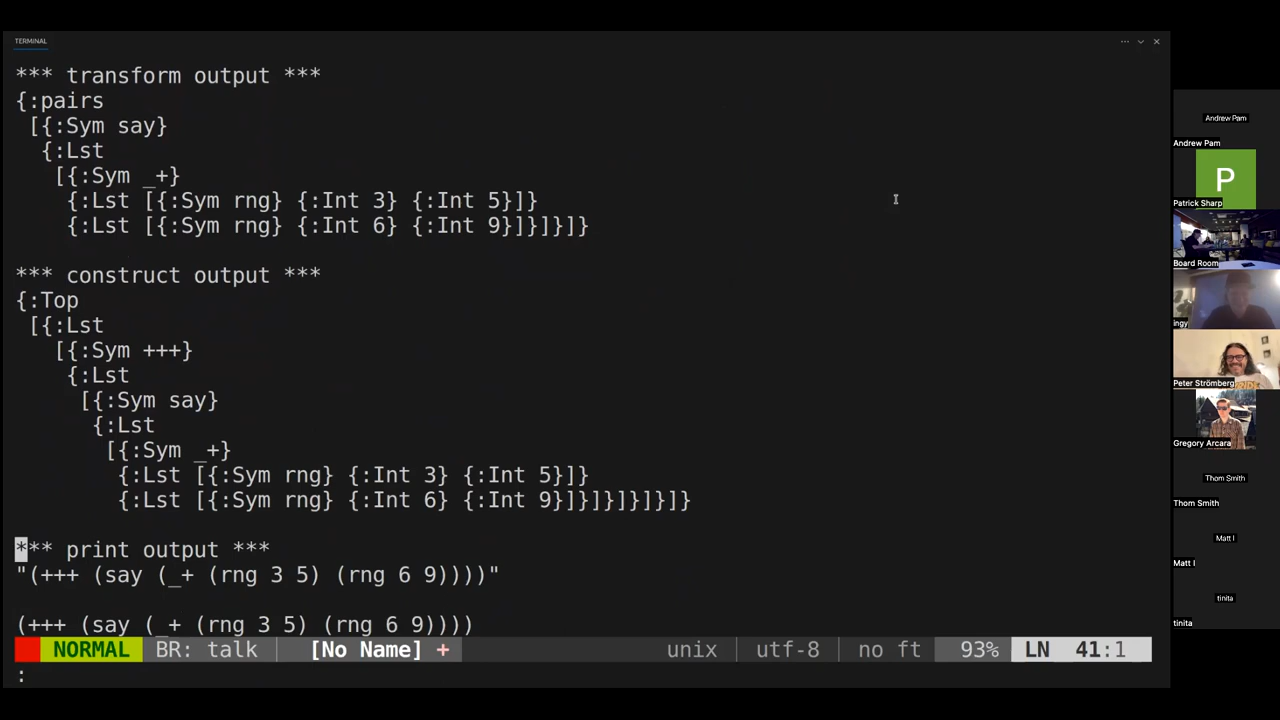 TERMINAL
*** transform output ***
{:pairs
[{:Sym say}
{:Lst
[{:Sym _+}
{:Lst [{:Sym rng} {:Int 3} {:Int 5}]}
{:Lst [{:Sym rng} {:Int 6} {:Int 9}]}]}]}
*** construct output ***
{:Top
[{:Lst
[{:Sym +++}
{:Lst
[{:Sym say}
{:Lst
[{:Sym _+}
{:Lst [{:Sym rng} {:Int 3} {:Int 5}]}
{:Lst [{:Sym rng} {:Int 6} {:Int 9}]}]}]}]}]}
*** print output ***
"(+++ (say (_+ (rng 3 5) (rng 6 9))))"
(+++ (say (_+ (rng 3 5) (rng 6 9))))
NORMAL BR: talk [No Name] + unix utf-8 no ft 93% LN 41:1
:
Andrew Pam
Andrew Pam
P
Patrick Sharp
Board Room
ingy
Peter Strömberg
Gregory Arcara
Thom Smith
Thom Smith
Matt I
Matt I
tinita
tinita